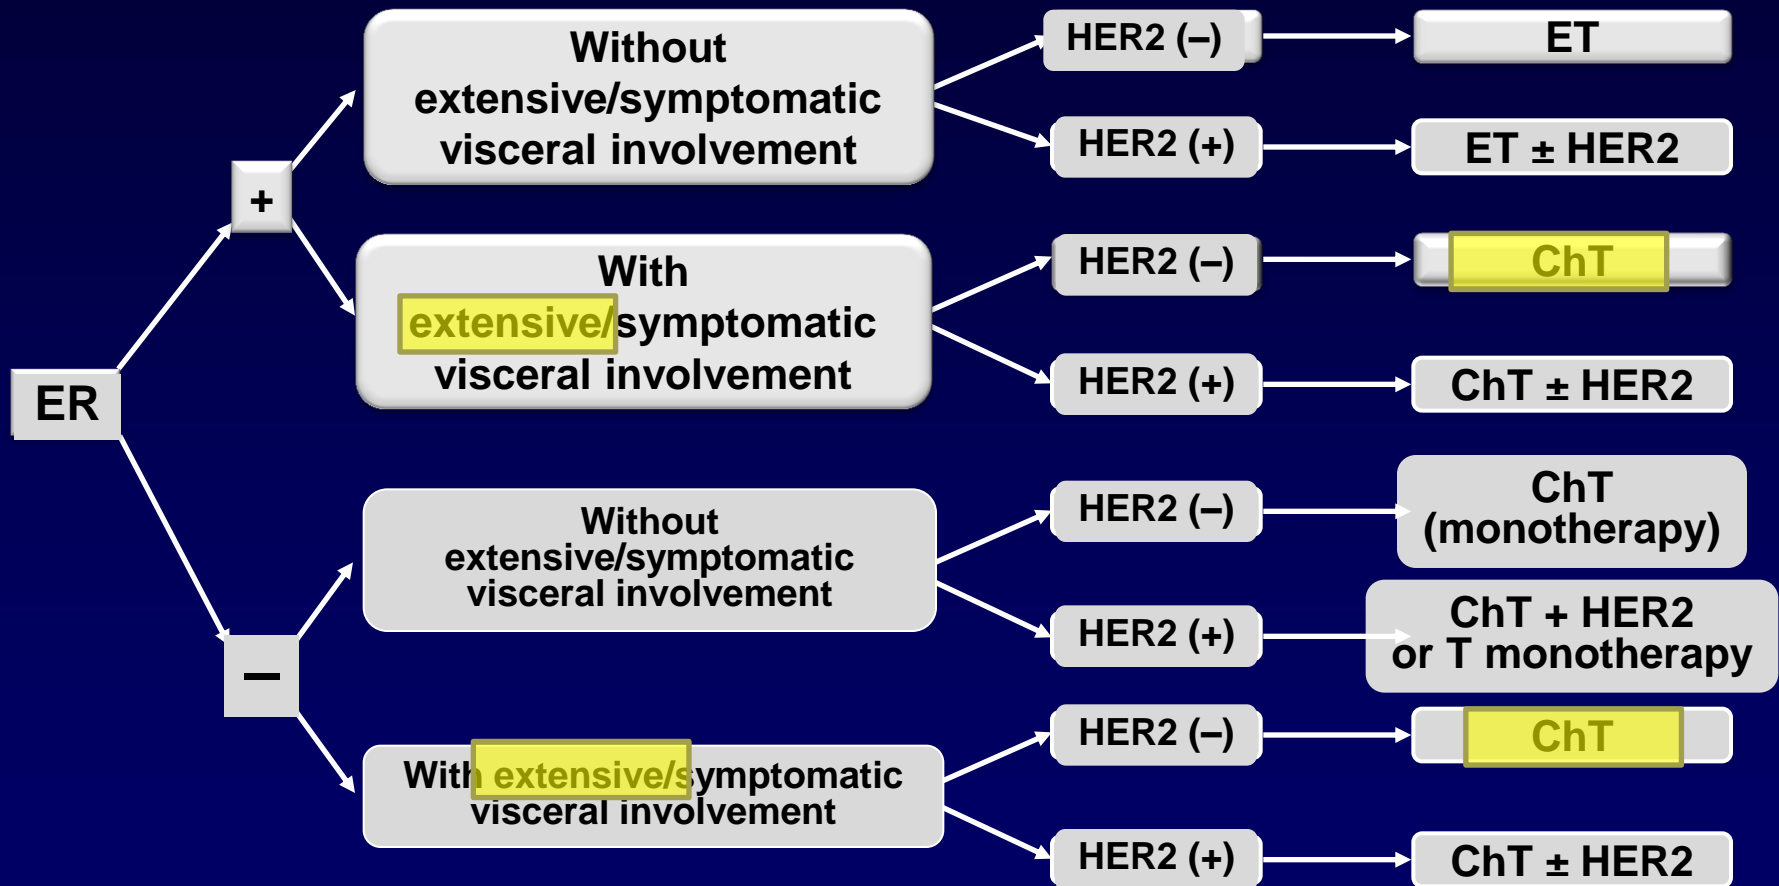 ER
+
Without
extensive/symptomatic
visceral involvement
HER2 (–)
ET
HER2 (+)
ET ± HER2
With
extensive/symptomatic
visceral involvement
HER2 (–)
ChT
HER2 (+)
ChT ± HER2
–
Without
extensive/symptomatic
visceral involvement
HER2 (–)
ChT
(monotherapy)
HER2 (+)
ChT + HER2
or T monotherapy
With extensive/symptomatic
visceral involvement
HER2 (–)
ChT
HER2 (+)
ChT ± HER2